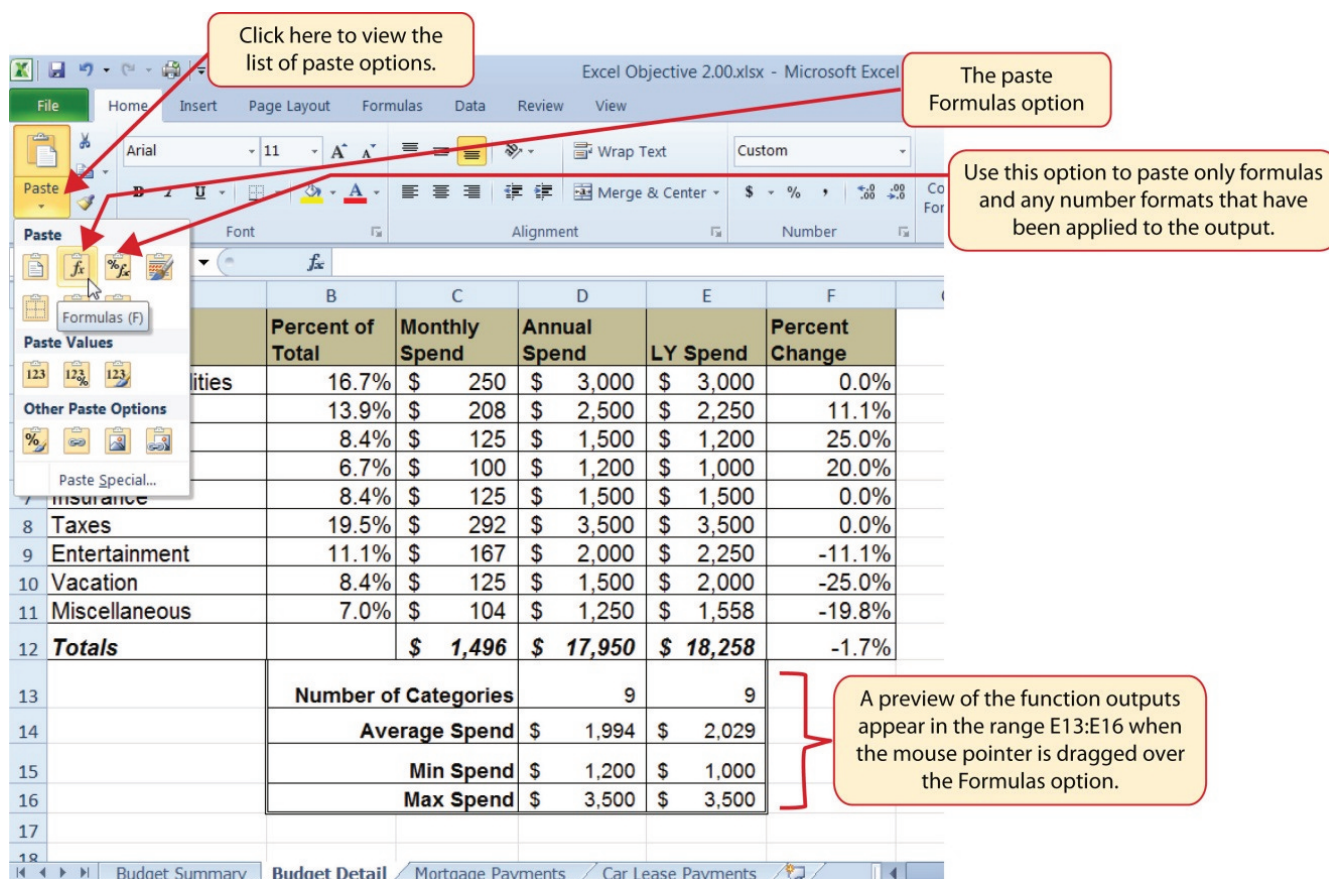 Click here to view the
list of paste options.
Excel Objective 2.00.xlsx - Microsoft Excel
The paste
Formulas option
File Home Insert Page Layout Formulas Data Review View
Arial 11 A A Wrap Text Custom
Use this option to paste only formulas
and any number formats that have
been applied to the output.
Paste B I U A Merge & Center $ % , .00 .00 Co
For
Paste Font Alignment Number
fx
B C D E F
Formulas (F)
Percent of Monthly Annual Percent
Total Spend Spend LY Spend Change
Paste Values
123 123 123
lities 16.7% $ 250 $ 3,000 $ 3,000 0.0%
Other Paste Options
13.9% $ 208 $ 2,500 $ 2,250 11.1%
8.4% $ 125 $ 1,500 $ 1,200 25.0%
6.7% $ 100 $ 1,200 $ 1,000 20.0%
Paste Special...
7 Insurance 8.4% $ 125 $ 1,500 $ 1,500 0.0%
8 Taxes 19.5% $ 292 $ 3,500 $ 3,500 0.0%
9 Entertainment 11.1% $ 167 $ 2,000 $ 2,250 -11.1%
10 Vacation 8.4% $ 125 $ 1,500 $ 2,000 -25.0%
11 Miscellaneous 7.0% $ 104 $ 1,250 $ 1,558 -19.8%
12 Totals $ 1,496 $ 17,950 $ 18,258 -1.7%
13 Number of Categories 9 9
14 Average Spend $ 1,994 $ 2,029
15 Min Spend $ 1,200 $ 1,000
16 Max Spend $ 3,500 $ 3,500
A preview of the function outputs
appear in the range E13:E16 when
the mouse pointer is dragged over
the Formulas option.
17
18
Budget Summary Budget Detail Mortgage Payments Car Lease Payments